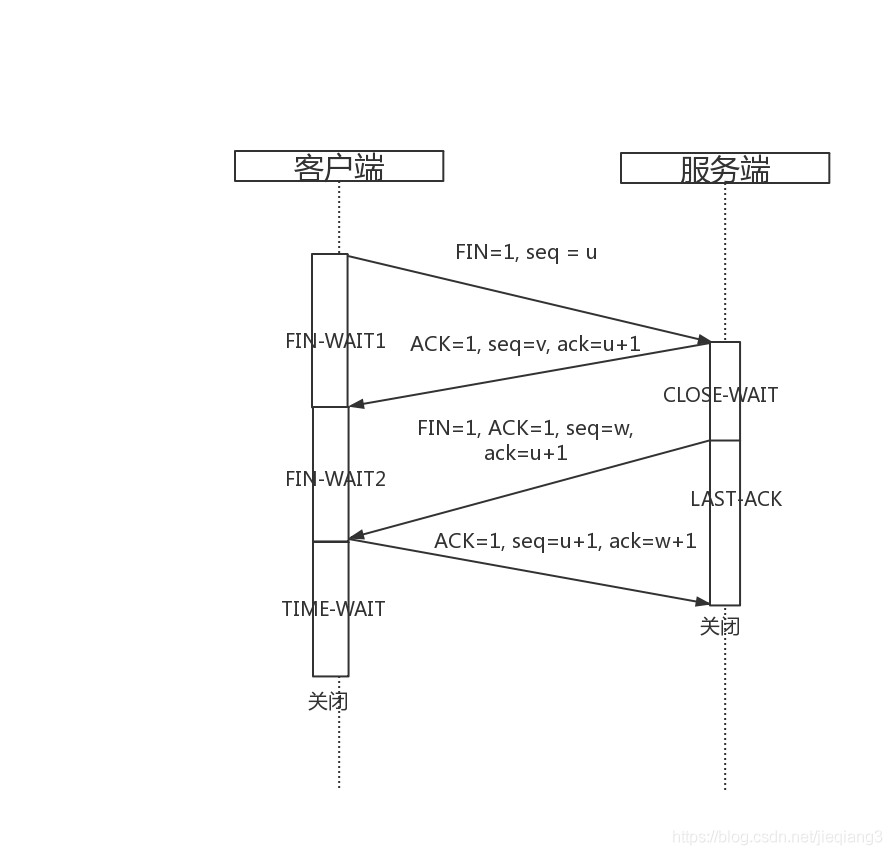 客户端
服务端
FIN=1, seq = u
FIN-WAIT1
ACK=1, seq=v, ack=u+1
CLOSE-WAIT
FIN=1, ACK=1, seq=w,
ack=u+1
FIN-WAIT2
LAST-ACK
ACK=1, seq=u+1, ack=w+1
TIME-WAIT
关闭
关闭
https://blog.csdn.net/jieqiang3